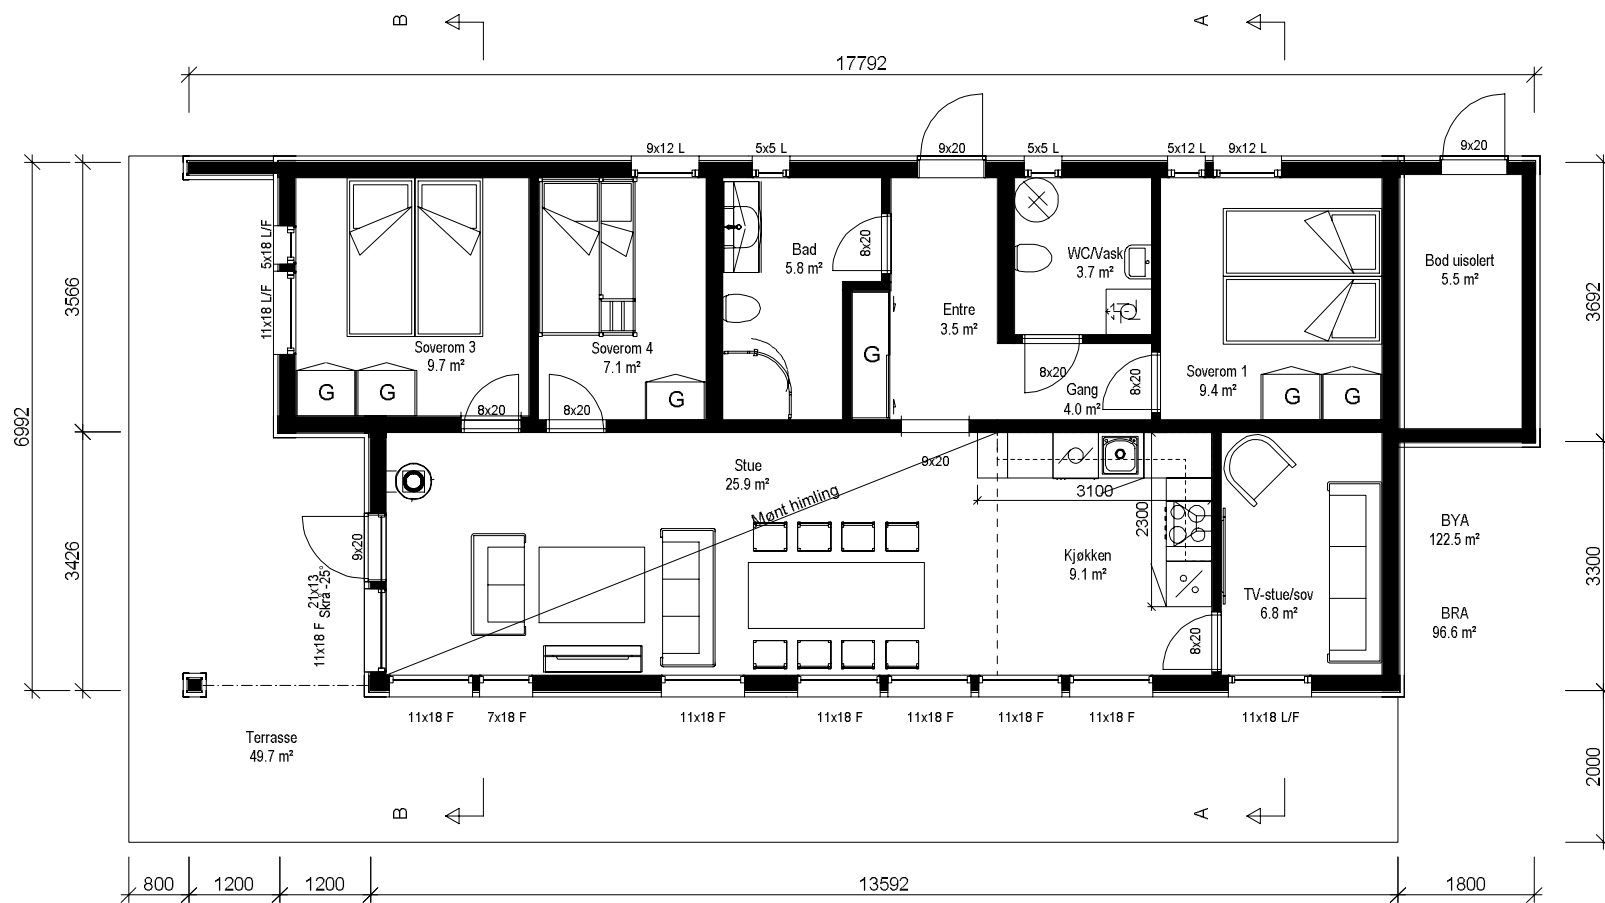 B
A
17792
9x12 L
5x5 L
9x20
5x5 L
5x12 L
9x12 L
9x20
5x18 L/F
11x18 L/F
Bad
5.8 m²
8x20
WC/Vask
3.7 m²
Bod uisolert
5.5 m²
3566
3692
Entre
3.5 m²
Soverom 3
9.7 m²
Soverom 4
7.1 m²
G
8x20
Gang
4.0 m²
8x20
Soverom 1
9.4 m²
G
G
G
G
G
8x20
8x20
6992
Stue
25.9 m²
9x20
Mønt himling
3100
2300
BYA
122.5 m²
3426
9x20
21x13
Skrå -25°
11x18 F
Kjøkken
9.1 m²
3300
TV-stue/sov
6.8 m²
BRA
96.6 m²
8x20
11x18 F
7x18 F
11x18 F
11x18 F
11x18 F
11x18 F
11x18 F
11x18 L/F
Terrasse
49.7 m²
2000
B
A
800
1200
1200
13592
1800